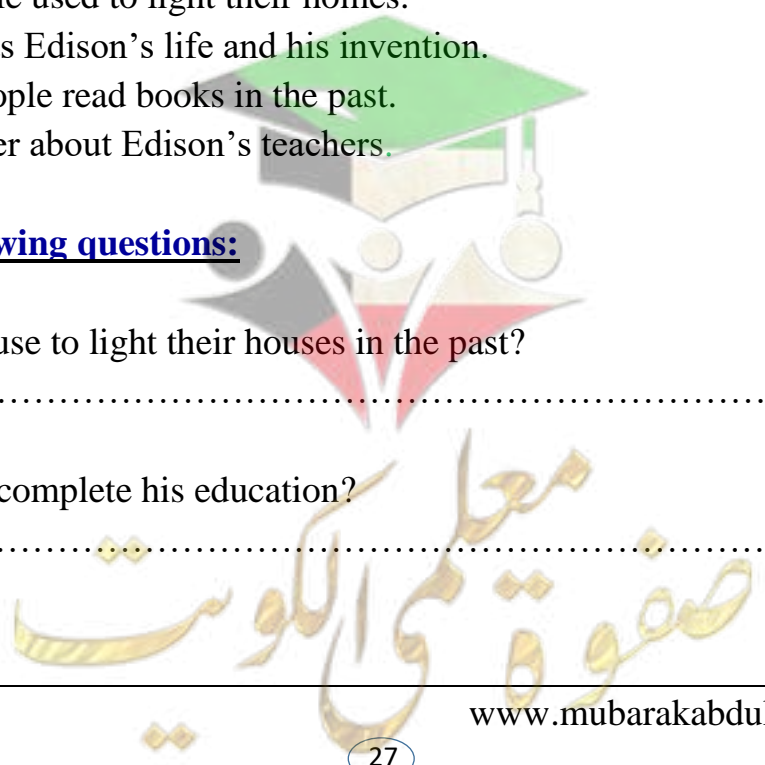 used to light their homes.
s Edison's life and his invention.
ople read books in the past.
er about Edison's teachers.
wing questions:
use to light their houses in the past?
………………………………………………………………
complete his education?
………………………………………………………………
صفوة معلمى الكويت
www.mubarakabdul
27